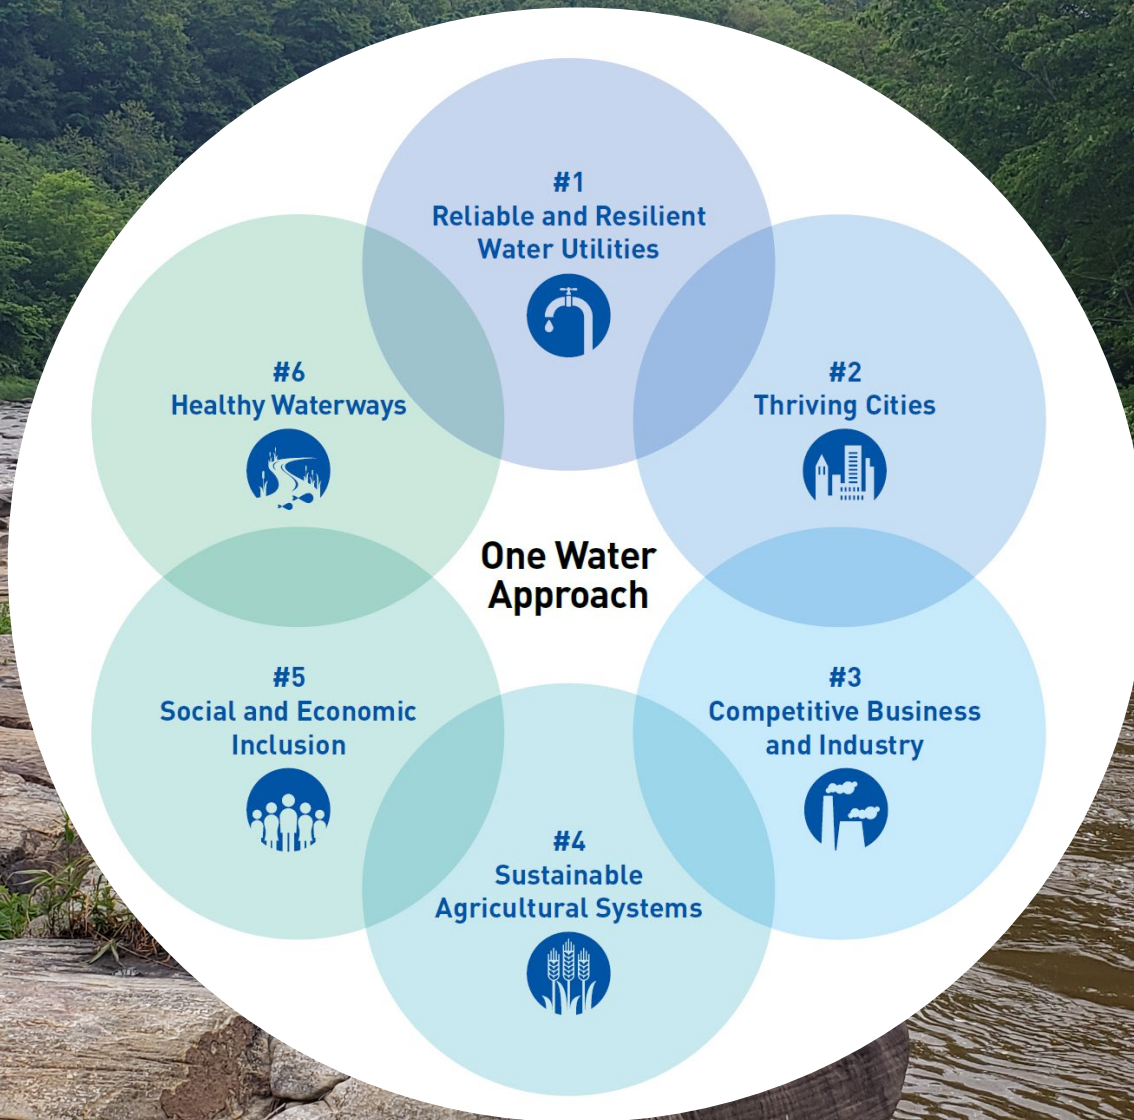 #1
Reliable and Resilient
Water Utilities
#2
Thriving Cities
#3
Competitive Business
and Industry
#4
Sustainable
Agricultural Systems
#5
Social and Economic
Inclusion
#6
Healthy Waterways
One Water
Approach